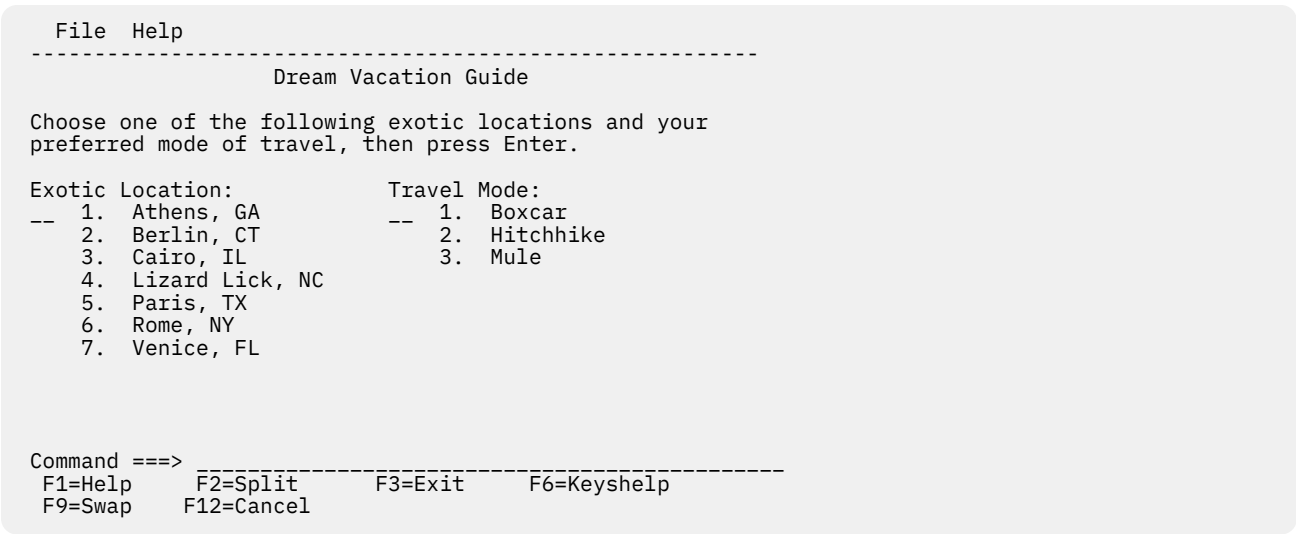 File  Help
---------------------------------------------------------
Dream Vacation Guide
Choose one of the following exotic locations and your
preferred mode of travel, then press Enter.
Exotic Location:            Travel Mode:
__  1.  Athens, GA          __  1.  Boxcar
    2.  Berlin, CT              2.  Hitchhike
    3.  Cairo, IL               3.  Mule
    4.  Lizard Lick, NC
    5.  Paris, TX
    6.  Rome, NY
    7.  Venice, FL
Command ===> ______________________________________________
F1=Help     F2=Split      F3=Exit     F6=Keyshelp
F9=Swap    F12=Cancel